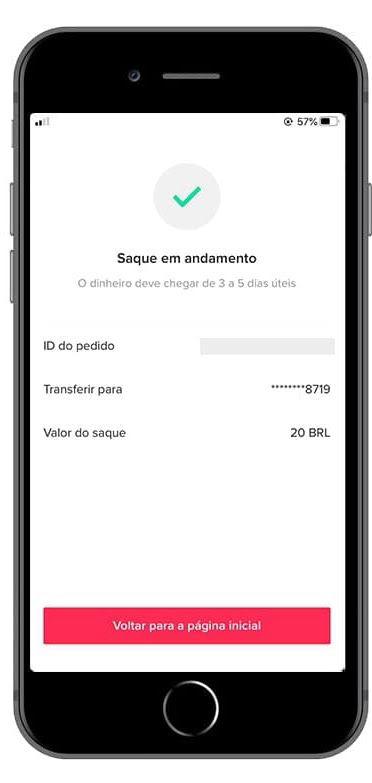 57%
Saque em andamento
O dinheiro deve chegar de 3 a 5 dias úteis
ID do pedido
Transferir para ********8719
Valor do saque 20 BRL
Voltar para a página inicial